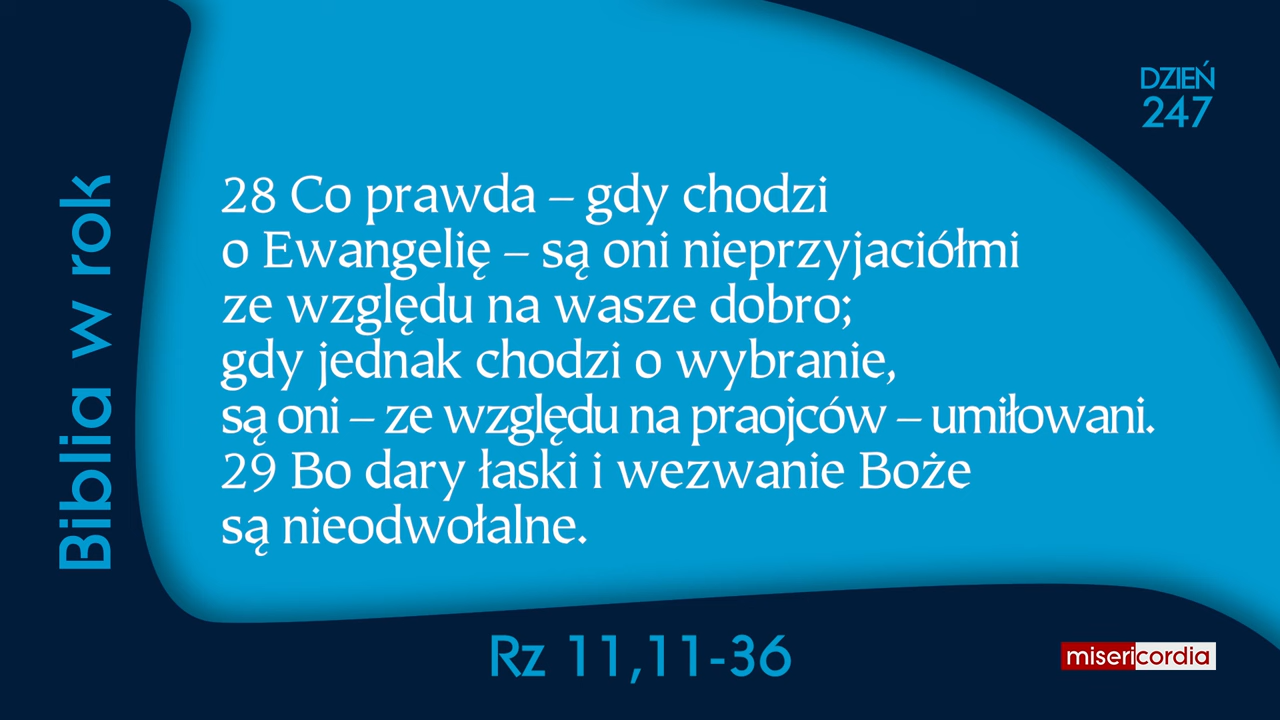 DZIEŃ
247
Biblia w rok
28 Co prawda – gdy chodzi
o Ewangelię – są oni nieprzyjaciółmi
ze względu na wasze dobro;
gdy jednak chodzi o wybranie,
są oni – ze względu na praojców – umiłowani.
29 Bo dary łaski i wezwanie Boże
są nieodwołalne.
Rz 11,11-36
misericordia